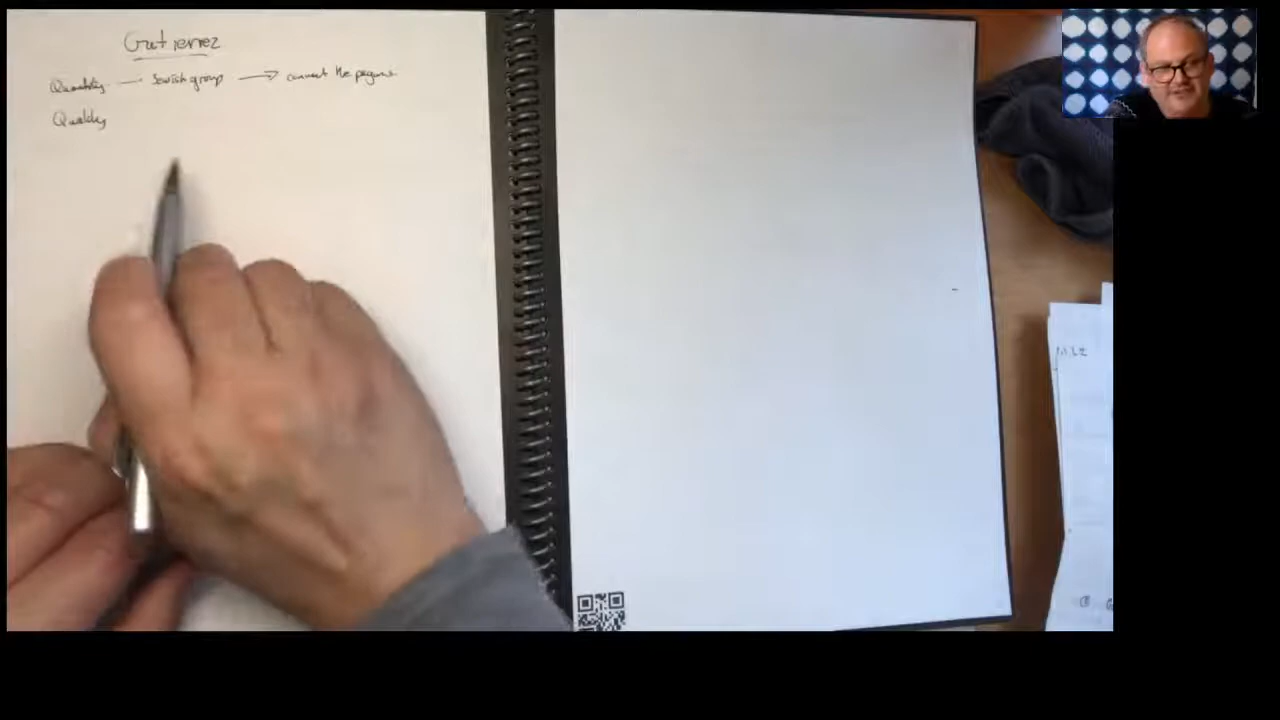 Gutierrez
Quantity — Jewish group → convert the pagans.
Quality